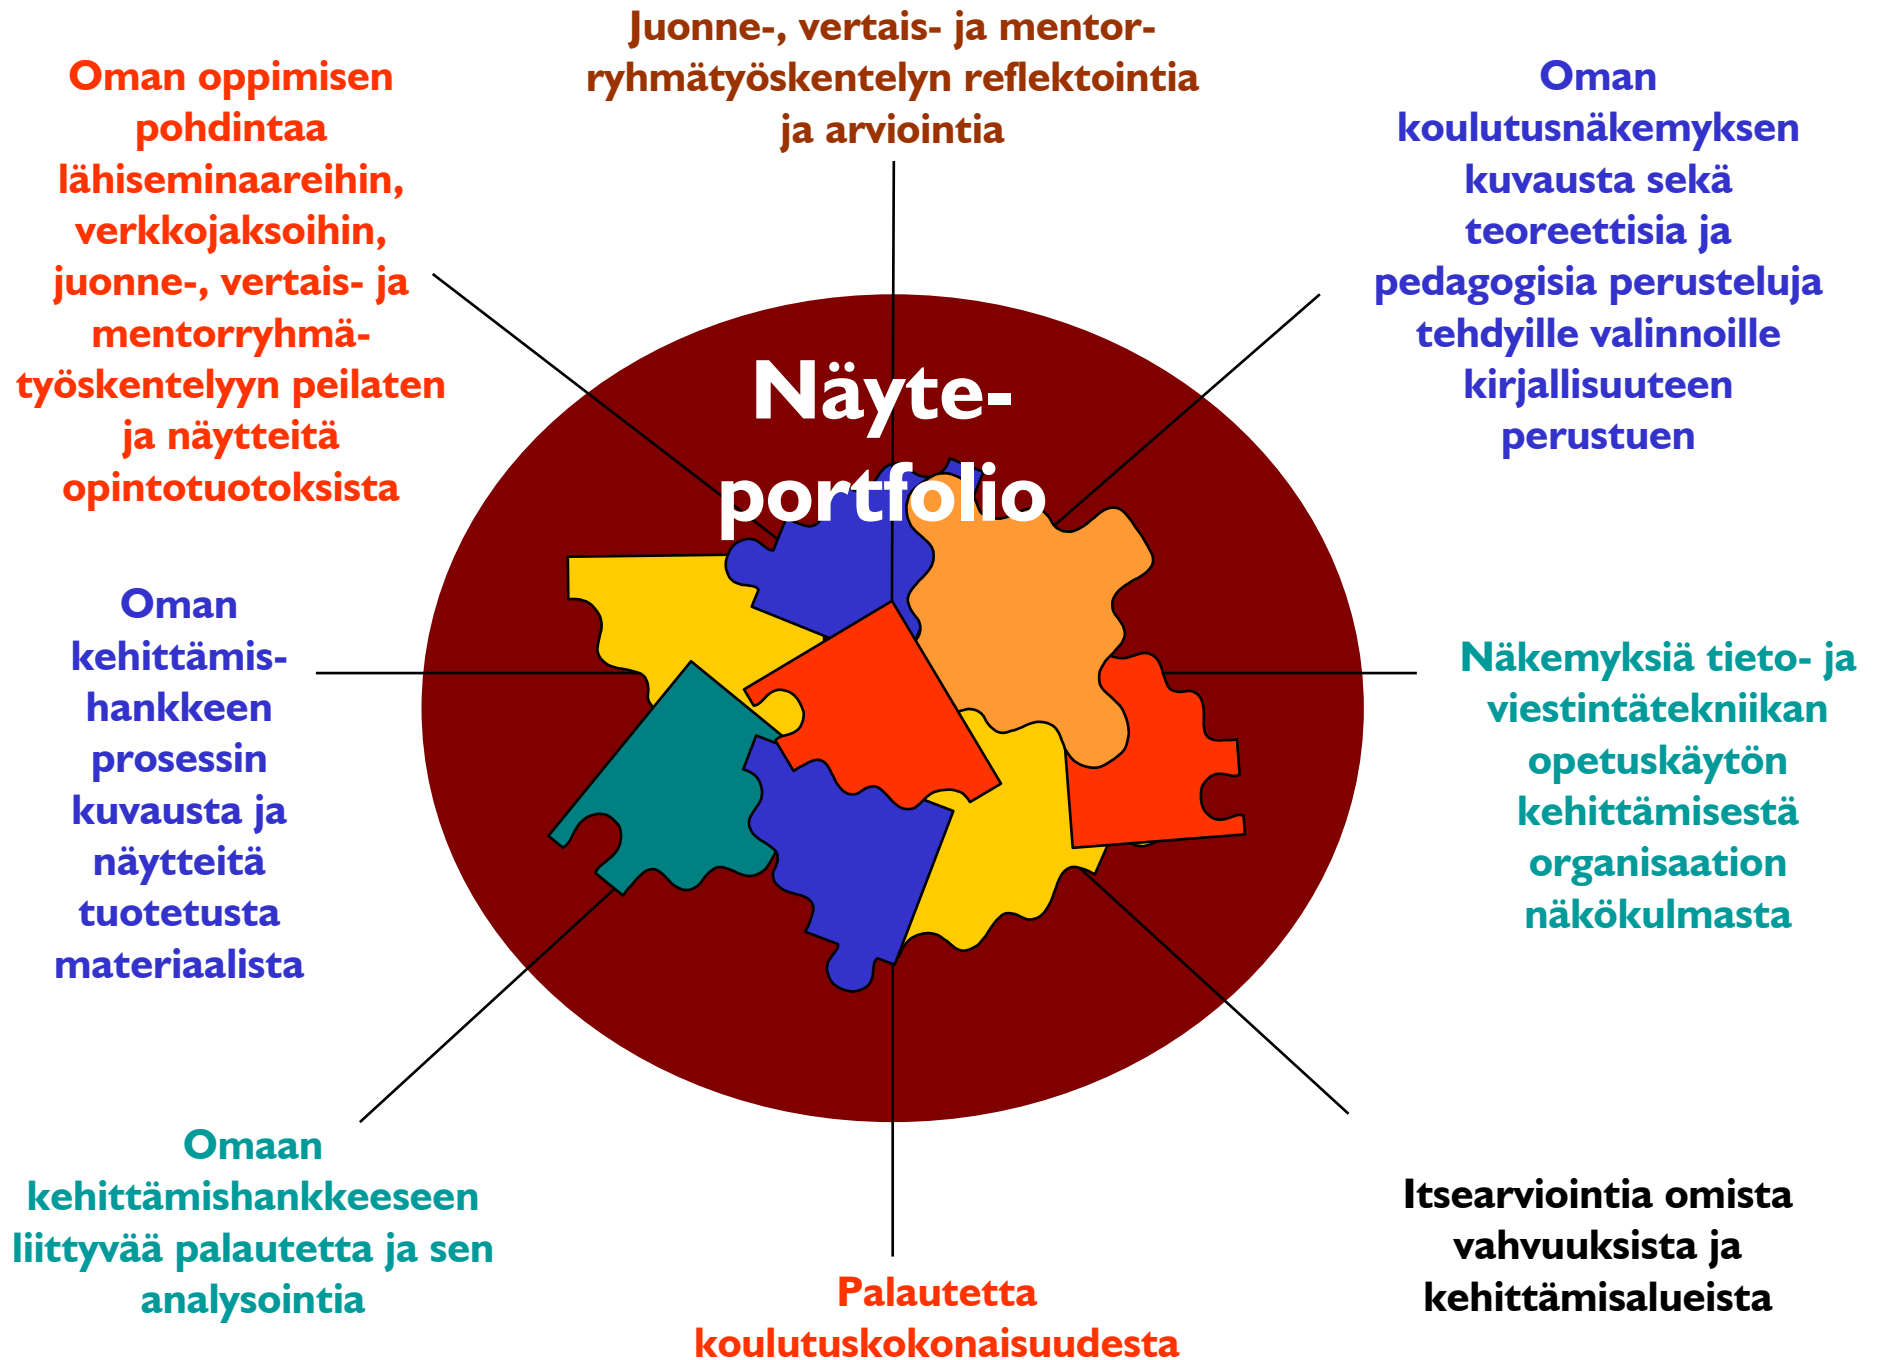 Juonne-, vertais- ja mentor-
ryhmätyöskentelyn reflektointia
ja arviointia
Oman oppimisen
pohdintaa
lähiseminaareihin,
verkkojaksoihin,
juonne-, vertais- ja
mentorryhmä-
työskentelyyn peilaten
ja näytteitä
opintotuotoksista
Oman
koulutusnäkemyksen
kuvausta sekä
teoreettisia ja
pedagogisia perusteluja
tehdyille valinnoille
kirjallisuuteen
perustuen
Näyte-
portfolio
Oman
kehittämis-
hankkeen
prosessin
kuvausta ja
näytteitä
tuotetusta
materiaalista
Näkemyksiä tieto- ja
viestintätekniikan
opetuskäytön
kehittämisestä
organisaation
näkökulmasta
Omaan
kehittämishankkeeseen
liittyvää palautetta ja sen
analysointia
Palautetta
koulutuskokonaisuudesta
Itsearviointia omista
vahvuuksista ja
kehittämisalueista